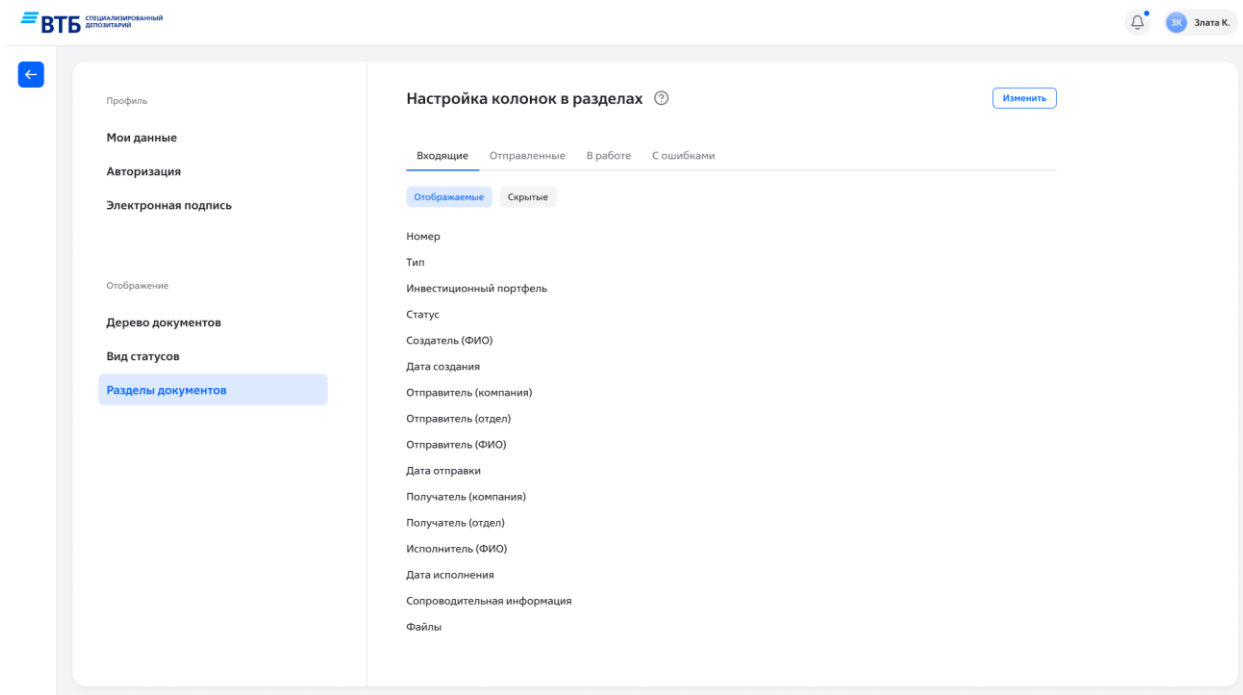 ВТБ СПЕЦИАЛИЗИРОВАННЫЙ
ДЕПОЗИТАРИЙ
ЗК Злата К.
Профиль
Мои данные
Авторизация
Электронная подпись
Отображение
Дерево документов
Вид статусов
Разделы документов
Настройка колонок в разделах ?
Изменить
Входящие Отправленные В работе С ошибками
Отображаемые Скрытые
Номер
Тип
Инвестиционный портфель
Статус
Создатель (ФИО)
Дата создания
Отправитель (компания)
Отправитель (отдел)
Отправитель (ФИО)
Дата отправки
Получатель (компания)
Получатель (отдел)
Исполнитель (ФИО)
Дата исполнения
Сопроводительная информация
Файлы